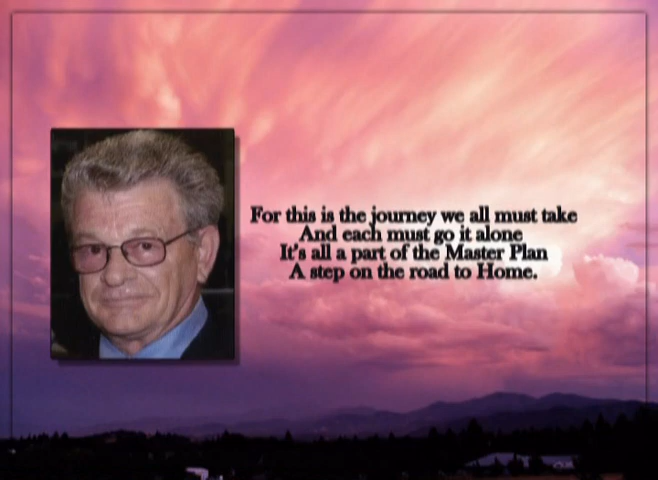 For this is the journey we all must take
And each must go it alone
It's all a part of the Master Plan
A step on the road to Home.